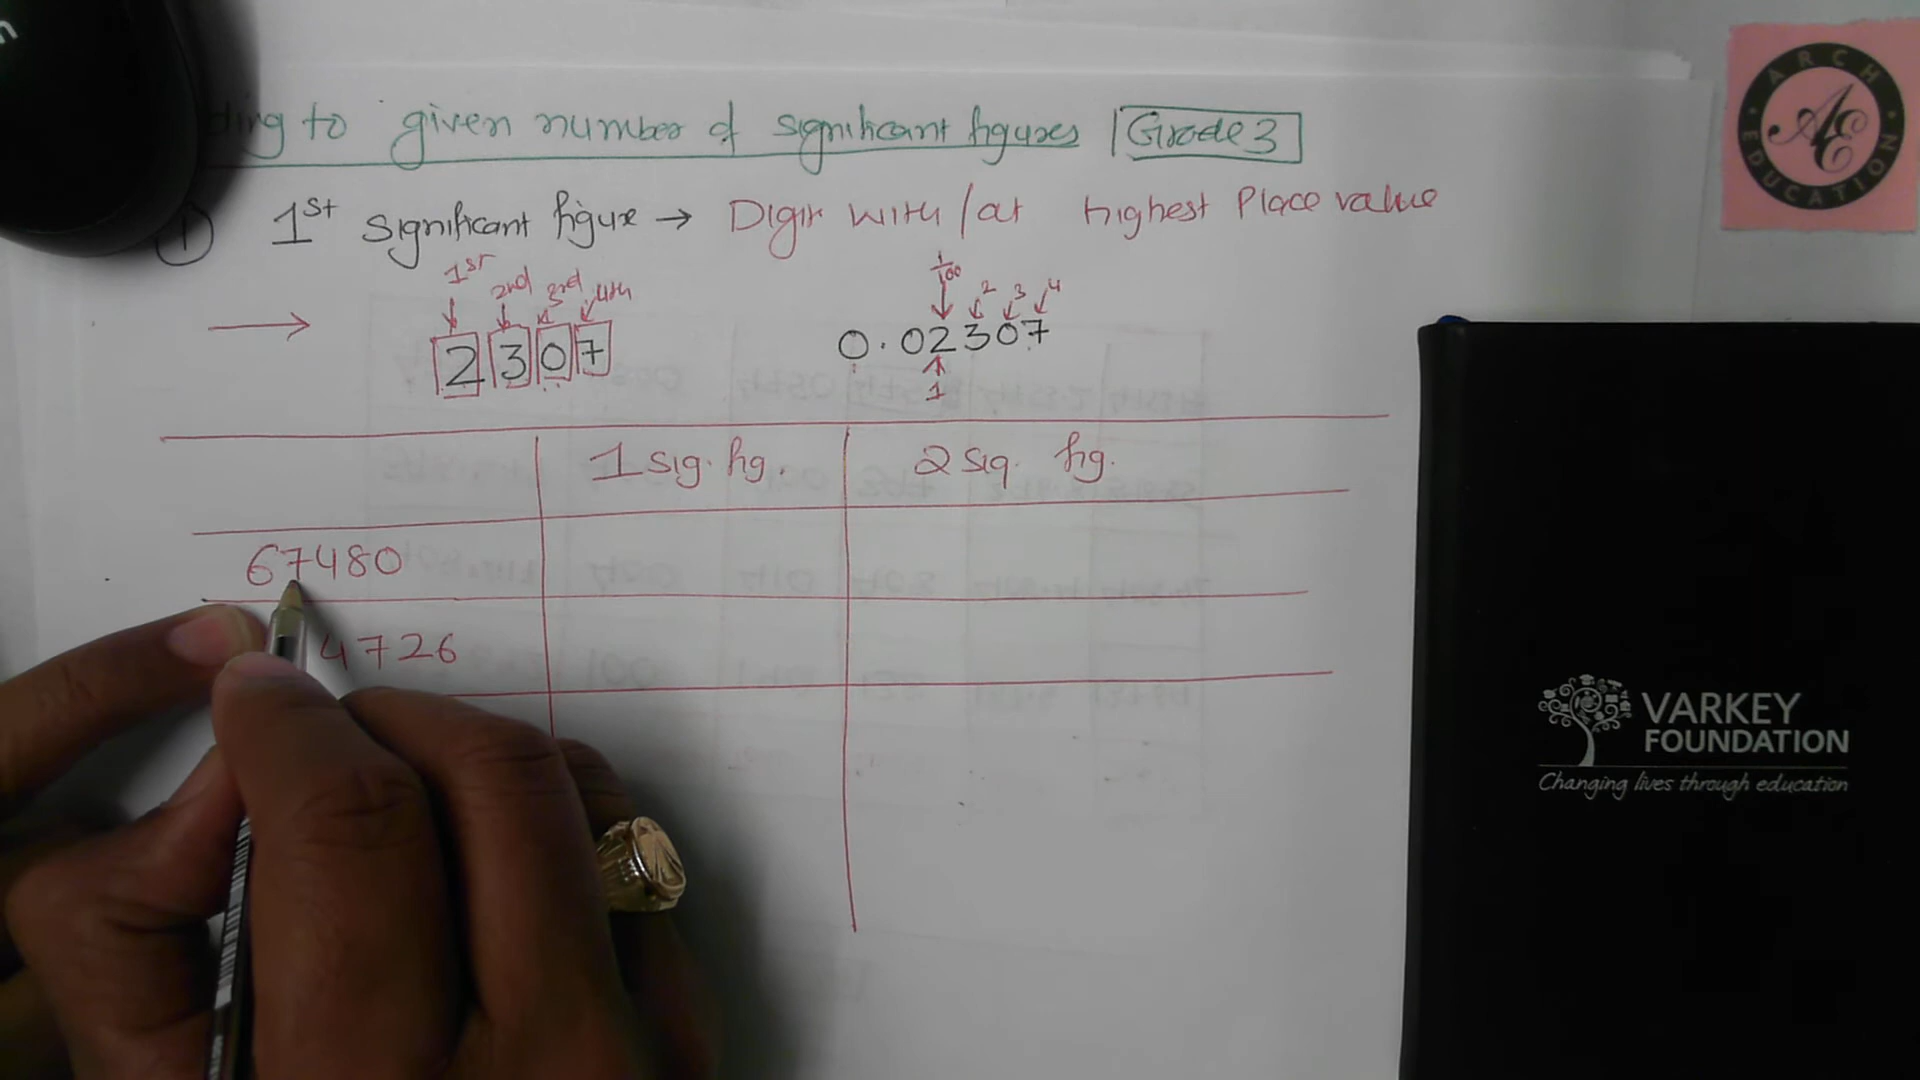 ding to given number of significant figures Grade 3
① 1st significant figure → Digit with/at highest Place value
1st 2nd 3rd 4th
2 3 0 7
1/100 2 3 4
0.02307
1
1 sig. fig. 2 sig. fig.
67480
4726
ARCH EDUCATION
AE
VARKEY
FOUNDATION
Changing lives through education